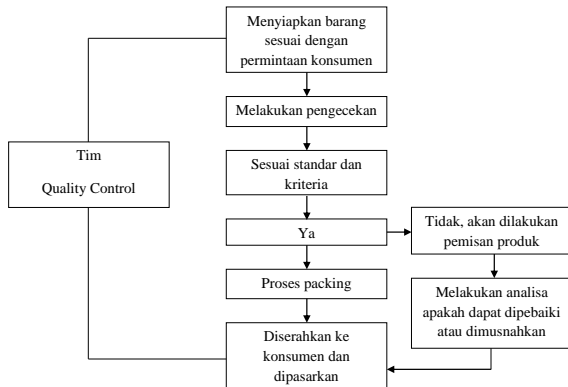 Menyiapkan barang
sesuai dengan
permintaan konsumen
Melakukan pengecekan
Tim
Quality Control
Sesuai standar dan
kriteria
Ya
Tidak, akan dilakukan
pemisan produk
Proses packing
Melakukan analisa
apakah dapat dipebaiki
atau dimusnahkan
Diserahkan ke
konsumen dan
dipasarkan